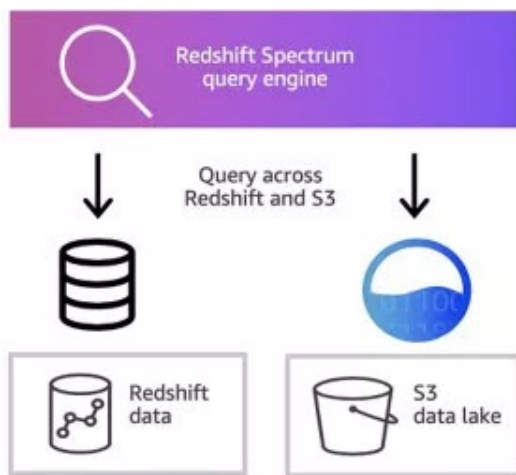 Redshift Spectrum
query engine
Query across
Redshift and S3
Redshift
data
S3
data lake